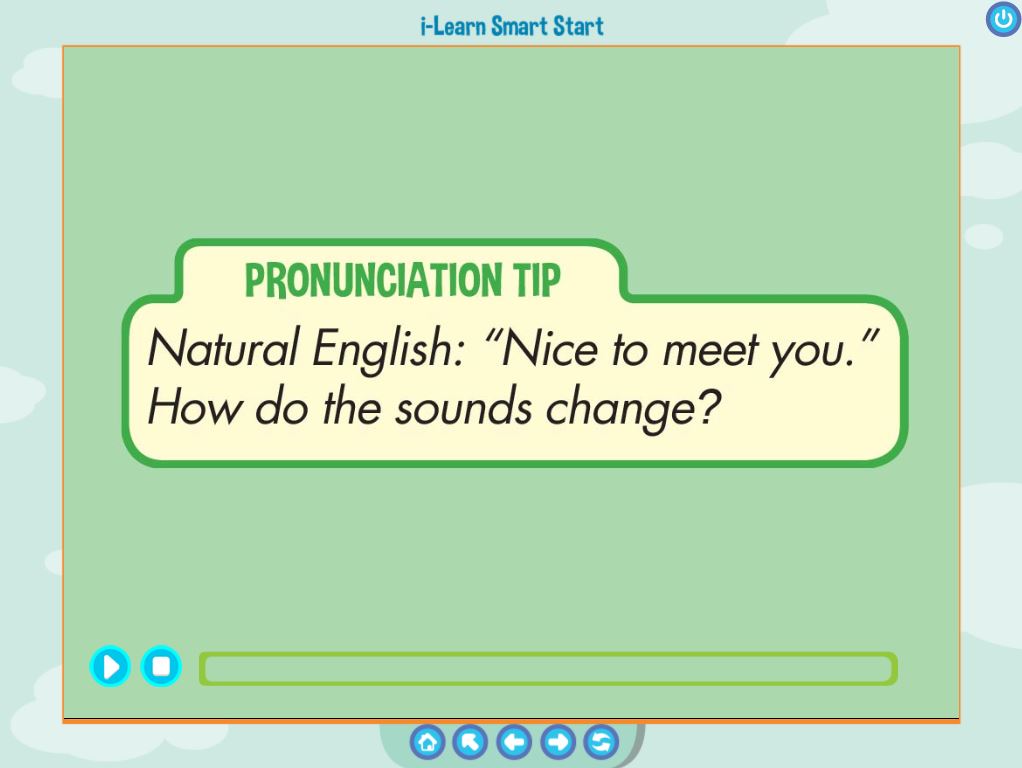 i-Learn Smart Start
PRONUNCIATION TIP
Natural English: “Nice to meet you.”
How do the sounds change?